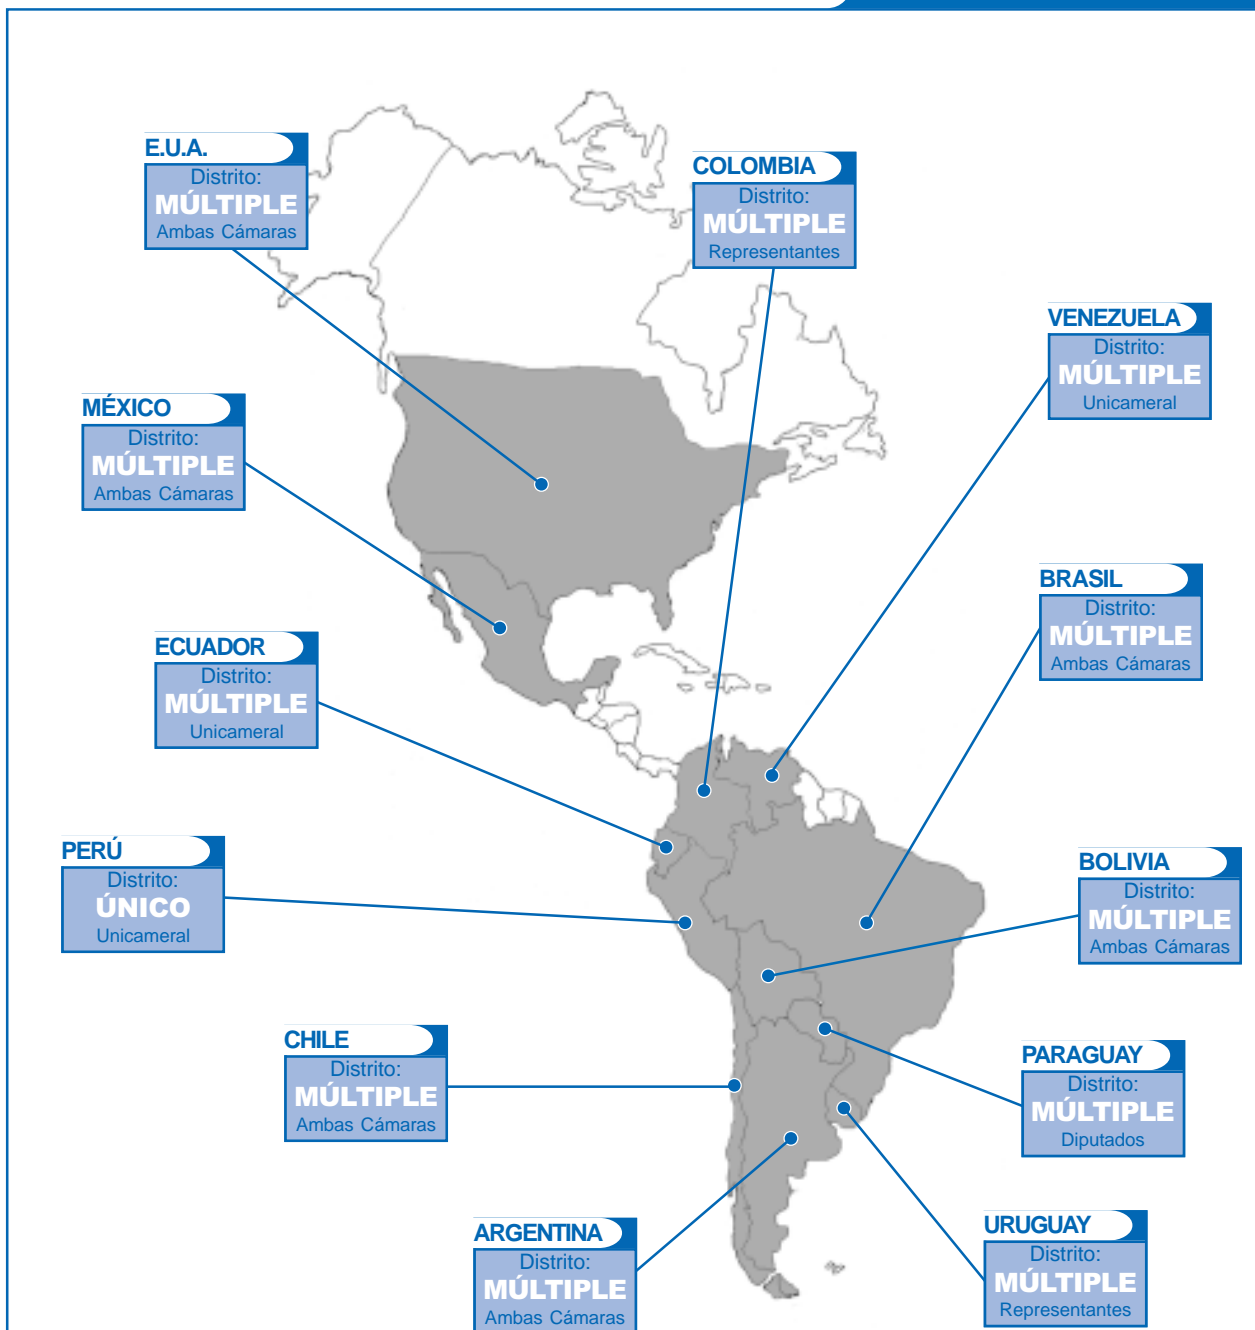 E.U.A.
Distrito:
MÚLTIPLE
Ambas Cámaras
COLOMBIA
Distrito:
MÚLTIPLE
Representantes
VENEZUELA
Distrito:
MÚLTIPLE
Unicameral
MÉXICO
Distrito:
MÚLTIPLE
Ambas Cámaras
BRASIL
Distrito:
MÚLTIPLE
Ambas Cámaras
ECUADOR
Distrito:
MÚLTIPLE
Unicameral
PERÚ
Distrito:
ÚNICO
Unicameral
BOLIVIA
Distrito:
MÚLTIPLE
Ambas Cámaras
CHILE
Distrito:
MÚLTIPLE
Ambas Cámaras
PARAGUAY
Distrito:
MÚLTIPLE
Diputados
ARGENTINA
Distrito:
MÚLTIPLE
Ambas Cámaras
URUGUAY
Distrito:
MÚLTIPLE
Representantes